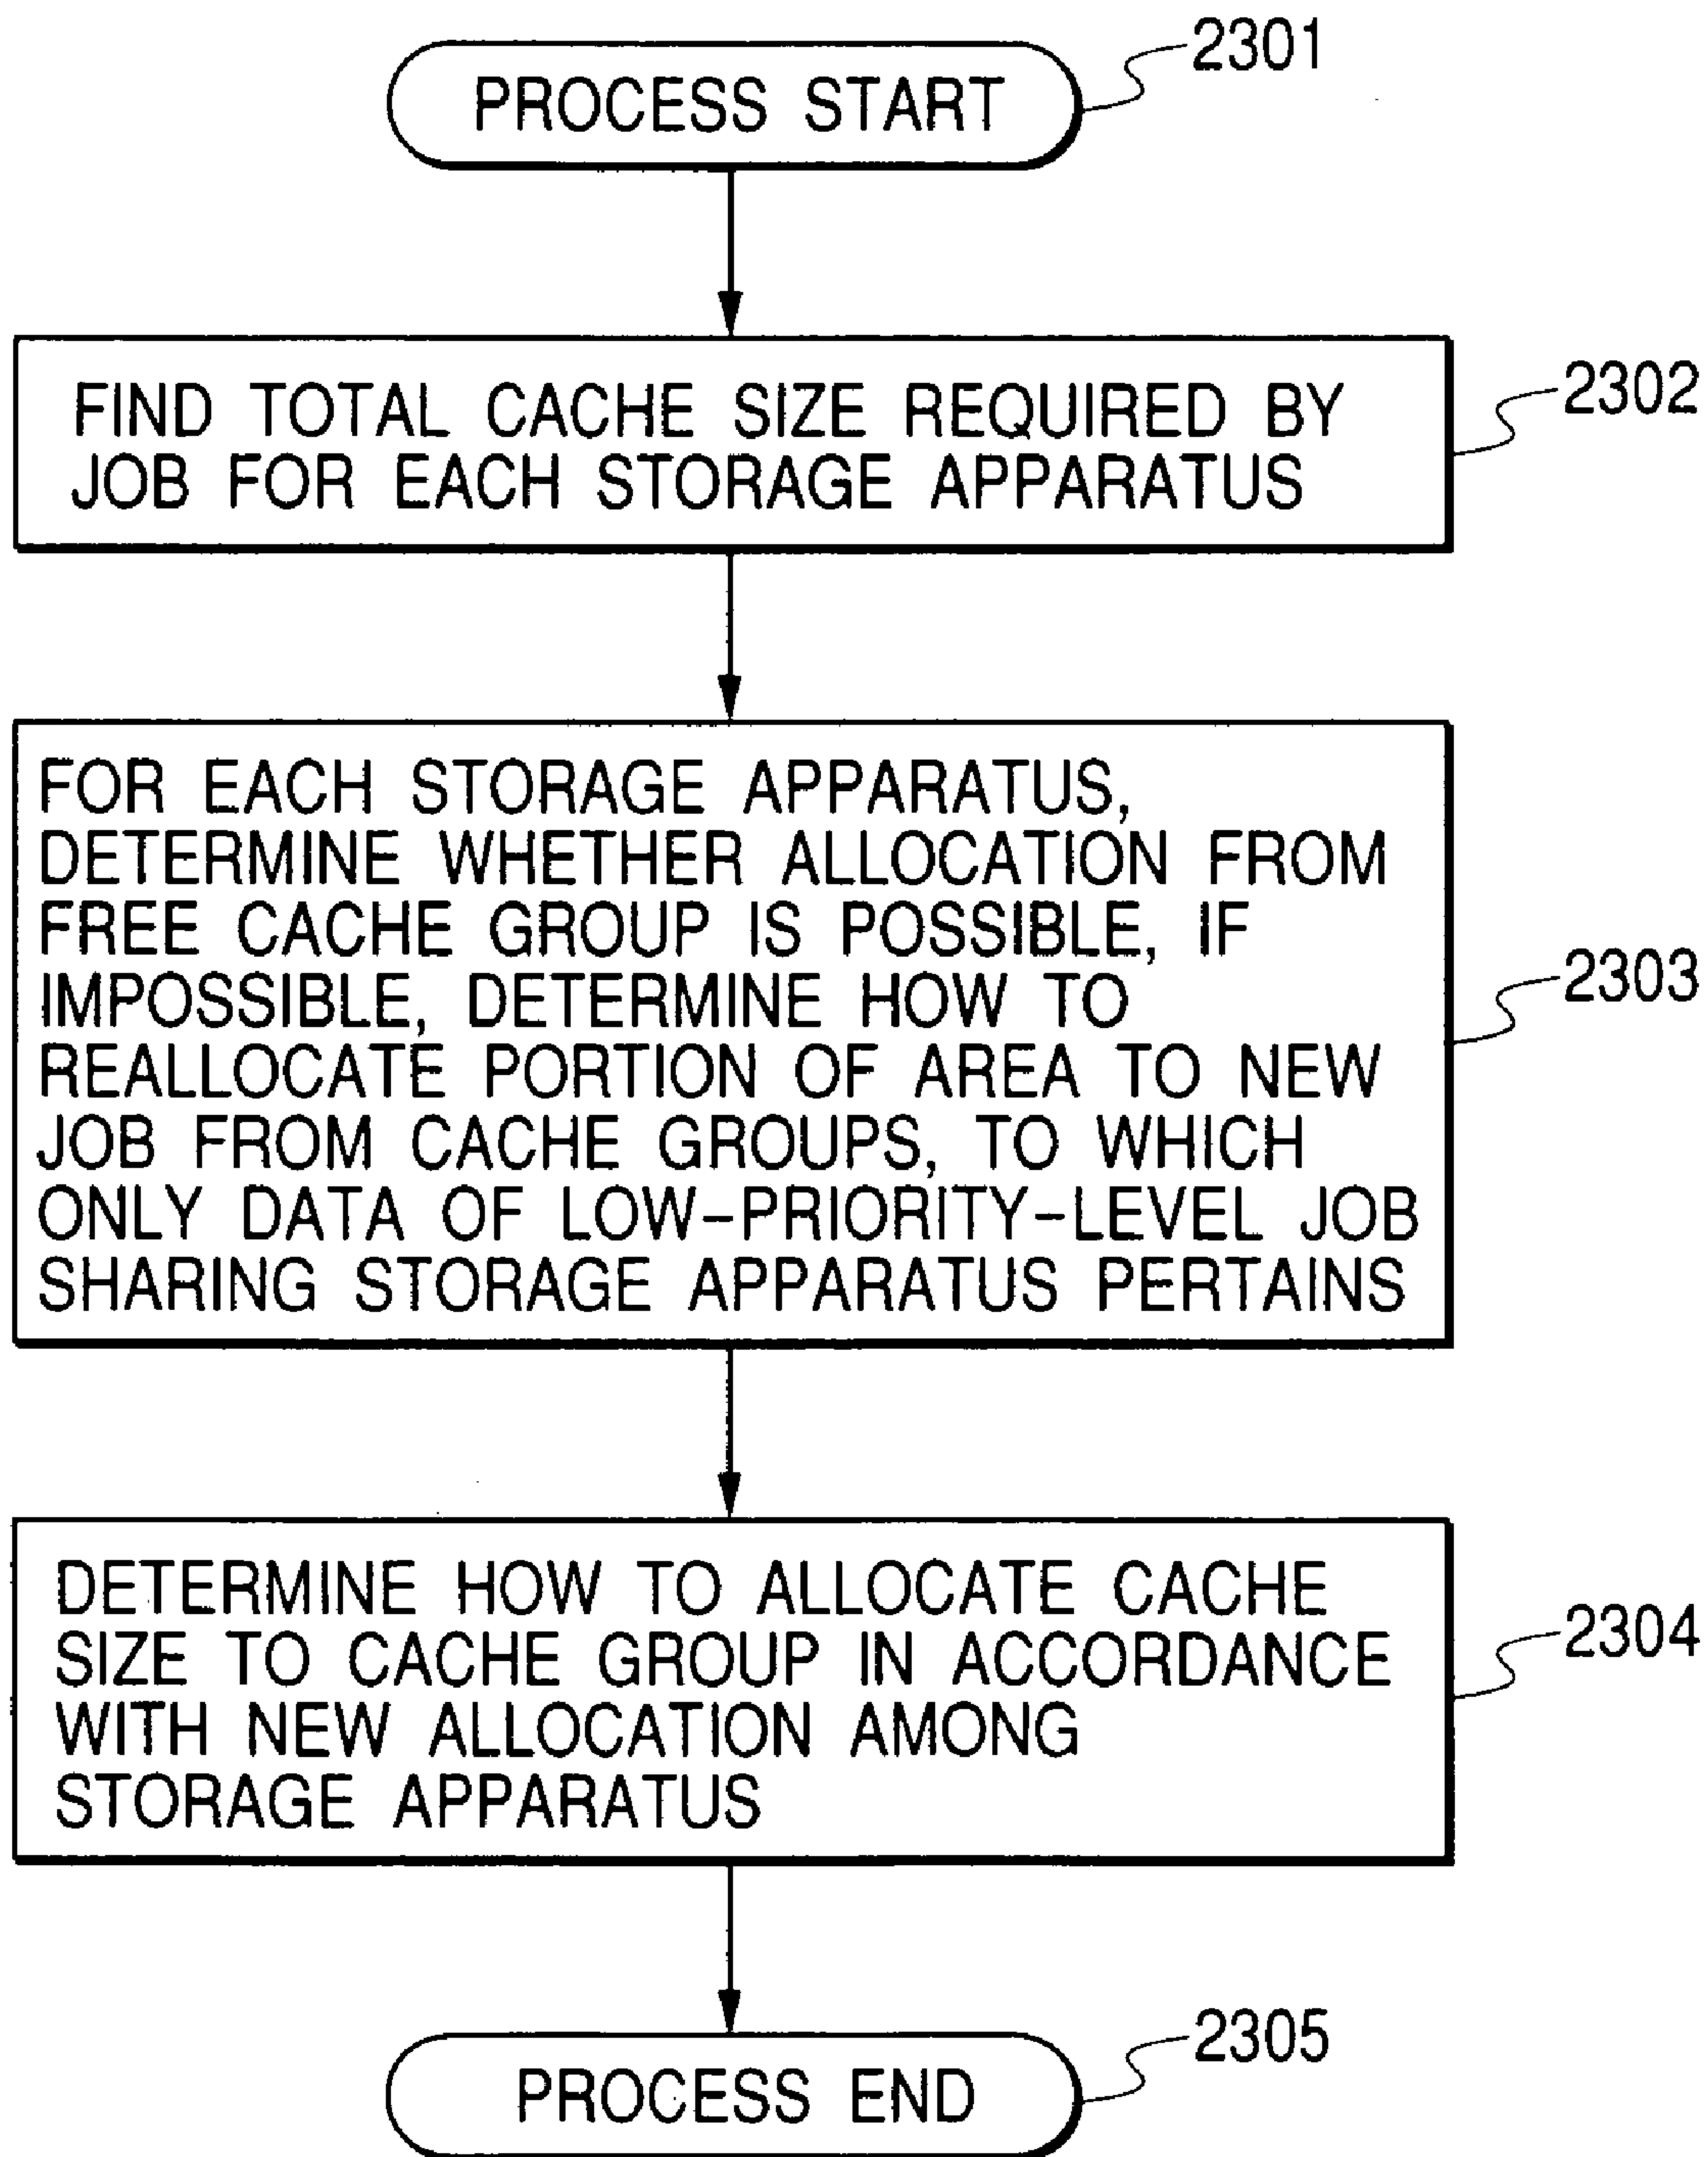 PROCESS START
2301
FIND TOTAL CACHE SIZE REQUIRED BY
JOB FOR EACH STORAGE APPARATUS
2302
FOR EACH STORAGE APPARATUS,
DETERMINE WHETHER ALLOCATION FROM
FREE CACHE GROUP IS POSSIBLE, IF
IMPOSSIBLE, DETERMINE HOW TO
REALLOCATE PORTION OF AREA TO NEW
JOB FROM CACHE GROUPS, TO WHICH
ONLY DATA OF LOW-PRIORITY-LEVEL JOB
SHARING STORAGE APPARATUS PERTAINS
2303
DETERMINE HOW TO ALLOCATE CACHE
SIZE TO CACHE GROUP IN ACCORDANCE
WITH NEW ALLOCATION AMONG
STORAGE APPARATUS
2304
PROCESS END
2305